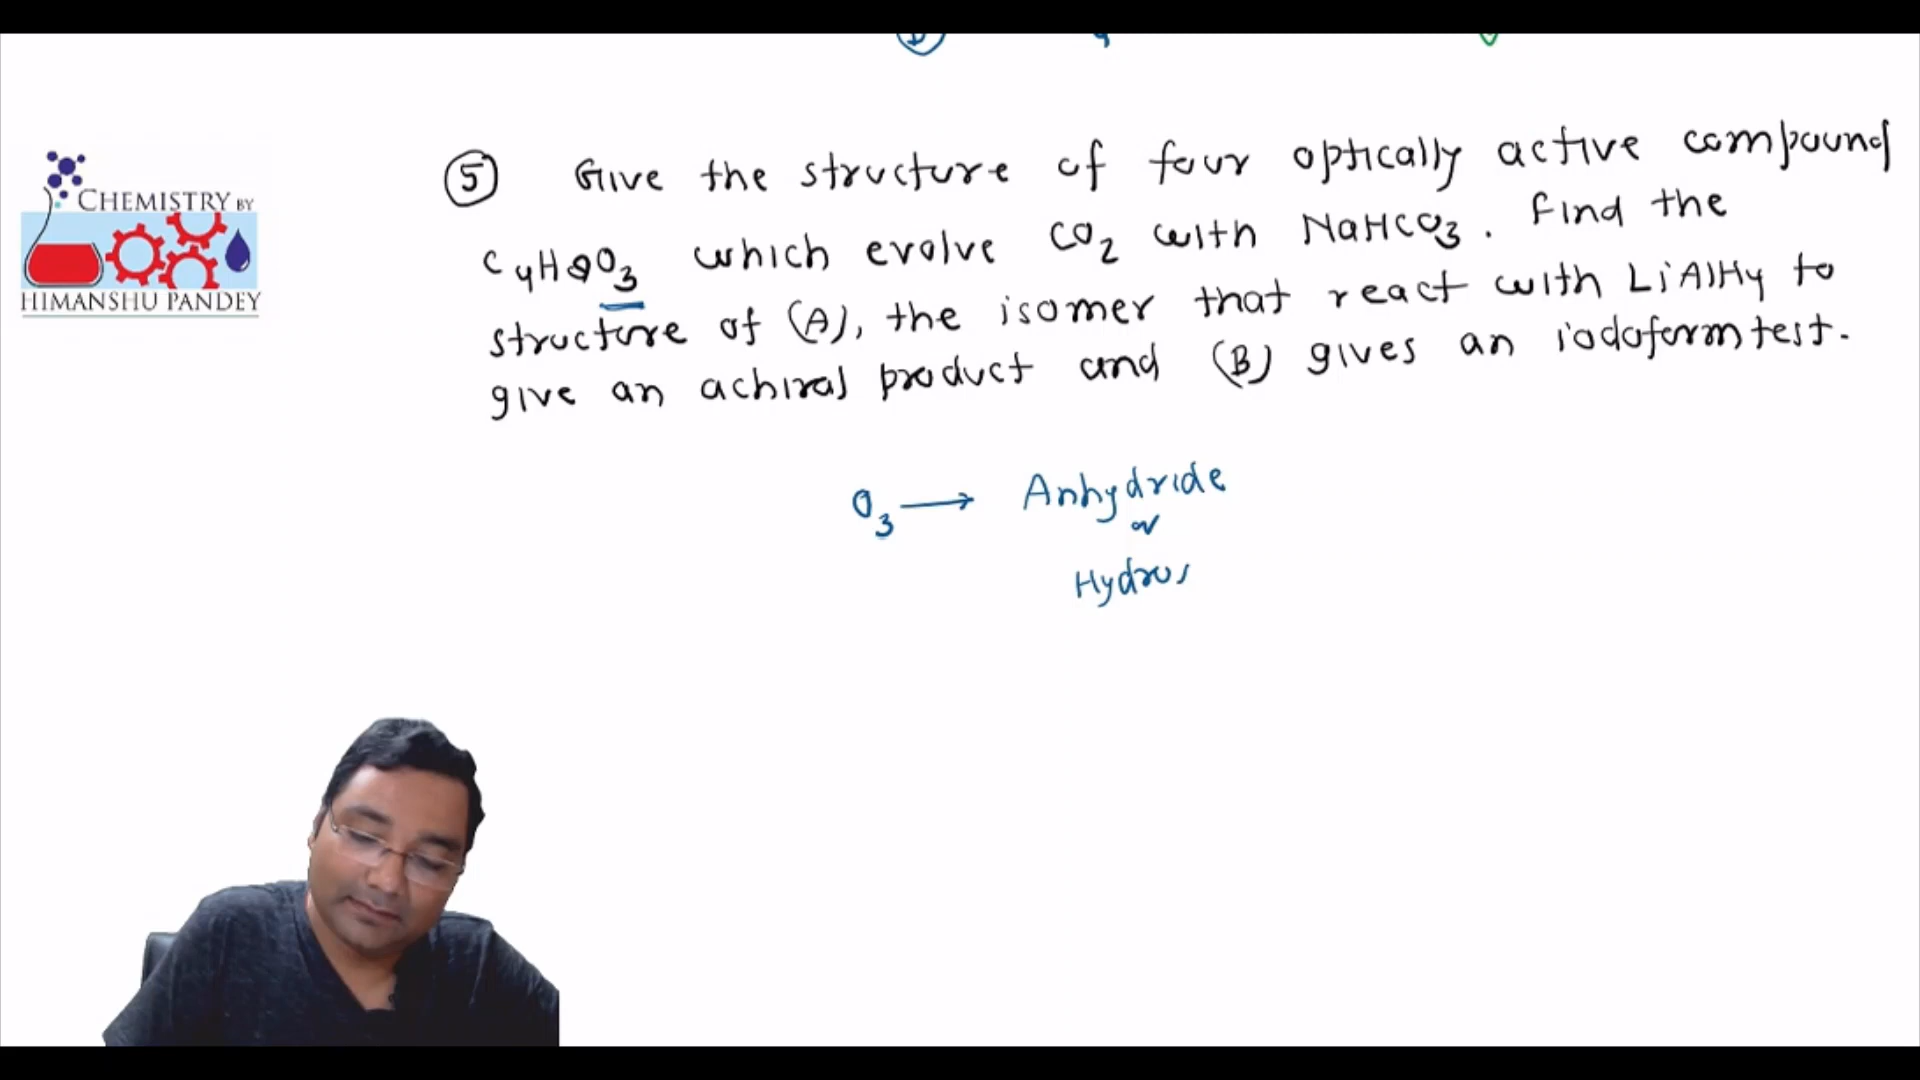 CHEMISTRY BY
HIMANSHU PANDEY
⑤ Give the structure of four optically active compound
C4H8O3 which evolve CO2 with NaHCO3. Find the
structure of (A), the isomer that react with LiAlH4 to
give an achiral product and (B) gives an iodoform test.
O3 → Anhydride
or
Hydrox